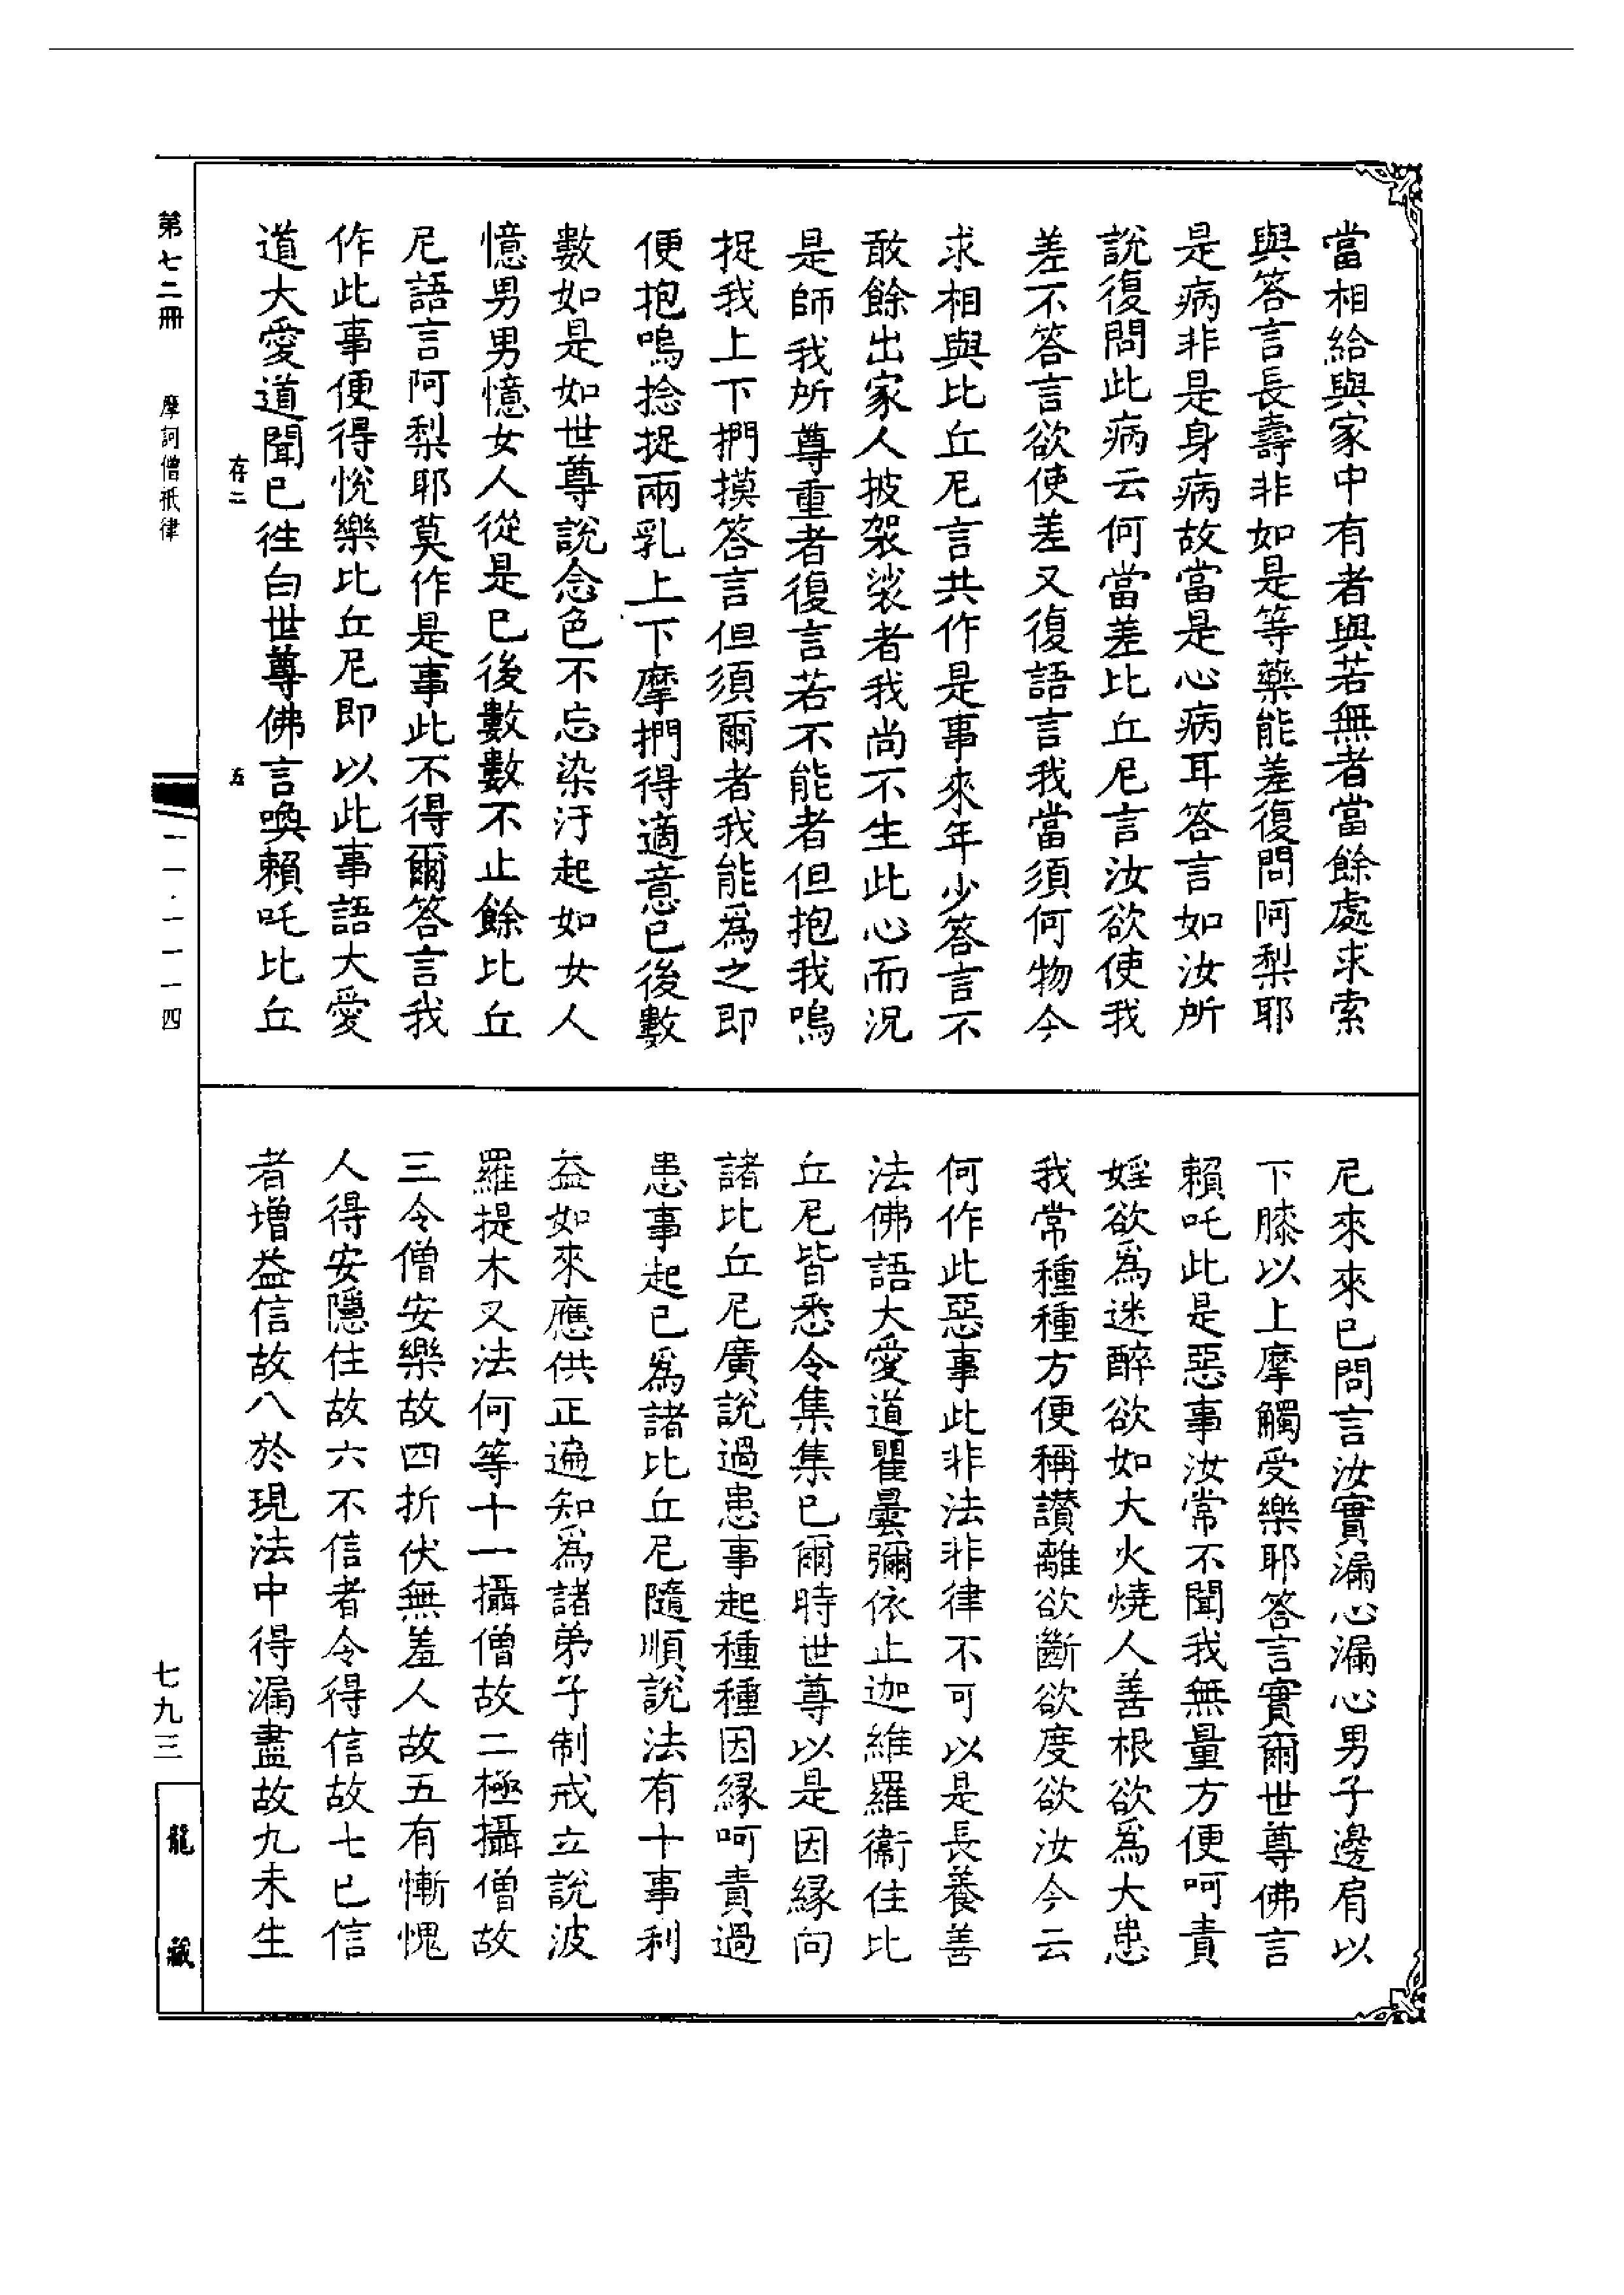 當相給與家中有者與若無者當餘處求索
與答言長壽非如是等藥能差復問阿梨耶
是病非是身病故當是心病耳答言如汝所
說復問此病云何當差比丘尼言汝欲使我
差不答言欲使差又復語言我當須何物今
求相與比丘尼言共作是事來年少答言不
敢餘出家人披袈裟者我尚不生此心而況
是師我所尊重者復言若不能者但抱我嗚
捉我上下捫摸答言但須爾者我能爲之即
便抱嗚捻捉兩乳上下摩捫得適意已後數
數如是如世尊說念色不忘染汙起如女人
憶男男憶女人從是已後數數不止餘比丘
尼語言阿梨耶莫作是事此不得爾答言我
作此事便得悅樂比丘尼即以此事語大愛
道大愛道聞已往白世尊佛言喚賴吒比丘
存二
五
尼來來已問言汝實漏心漏心男子邊肩以
下膝以上摩觸受樂耶答言實爾世尊佛言
賴吒此是惡事汝常不聞我無量方便呵責
婬欲爲迷醉欲如大火燒人善根欲爲大患
我常種種方便稱讚離欲斷欲度欲汝今云
何作此惡事此非法非律不可以是長養善
法佛語大愛道瞿曇彌依止迦維羅衞住比
丘尼皆悉令集集已爾時世尊以是因緣向
諸比丘尼廣說過患事起種種因緣呵責過
患事起已爲諸比丘尼隨順說法有十事利
益如來應供正遍知爲諸弟子制戒立說波
羅提木叉法何等十一攝僧故二極攝僧故
三令僧安樂故四折伏無羞人故五有慚愧
人得安隱住故六不信者令得信故七已信
者增益信故八於現法中得漏盡故九未生
第七二冊
摩訶僧祇律
一一·一一一四
七九三
龍藏